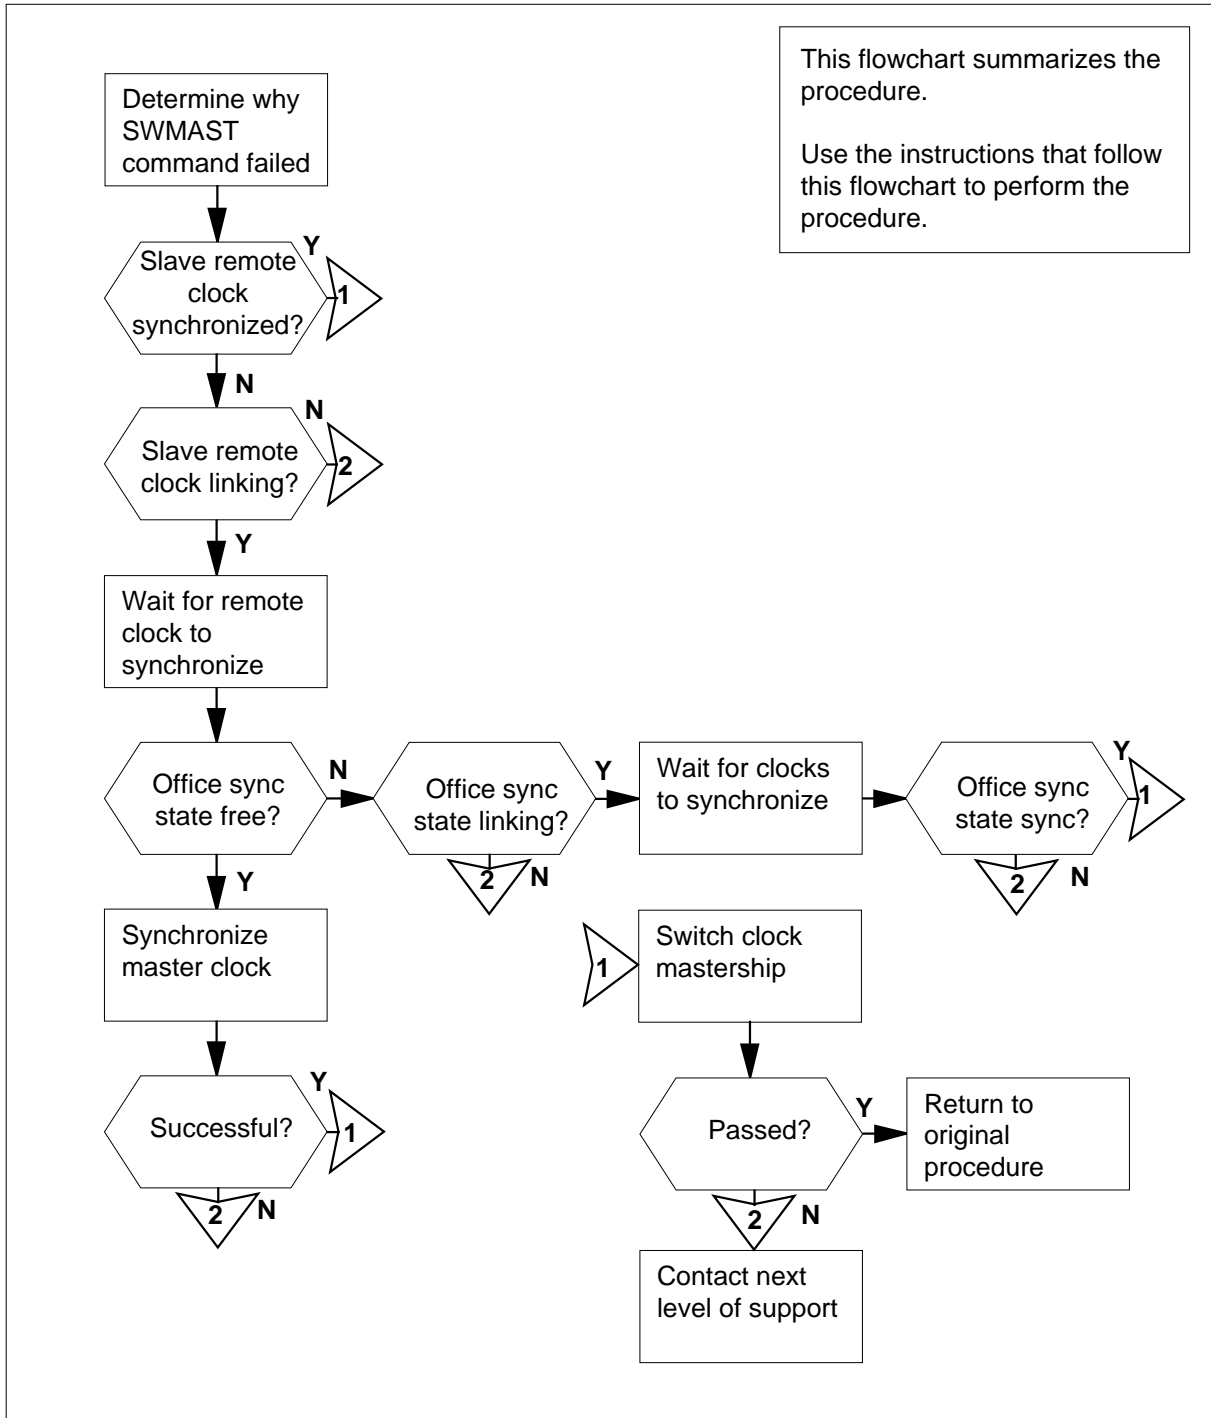 This flowchart summarizes the
procedure.
Use the instructions that follow
this flowchart to perform the
procedure.
Determine why
SWMAST
command failed
Y
Slave remote
clock
synchronized?
1
N
N
Slave remote
clock linking?
2
Y
Wait for remote
clock to
synchronize
Office sync
state free?
N
Office sync
state linking?
Y
Wait for clocks
to synchronize
Office sync
state sync?
Y
1
Y
2
N
2
N
Synchronize
master clock
1
Switch clock
mastership
Successful?
Y
1
2
N
Passed?
Y
Return to
original
procedure
2
N
Contact next
level of support